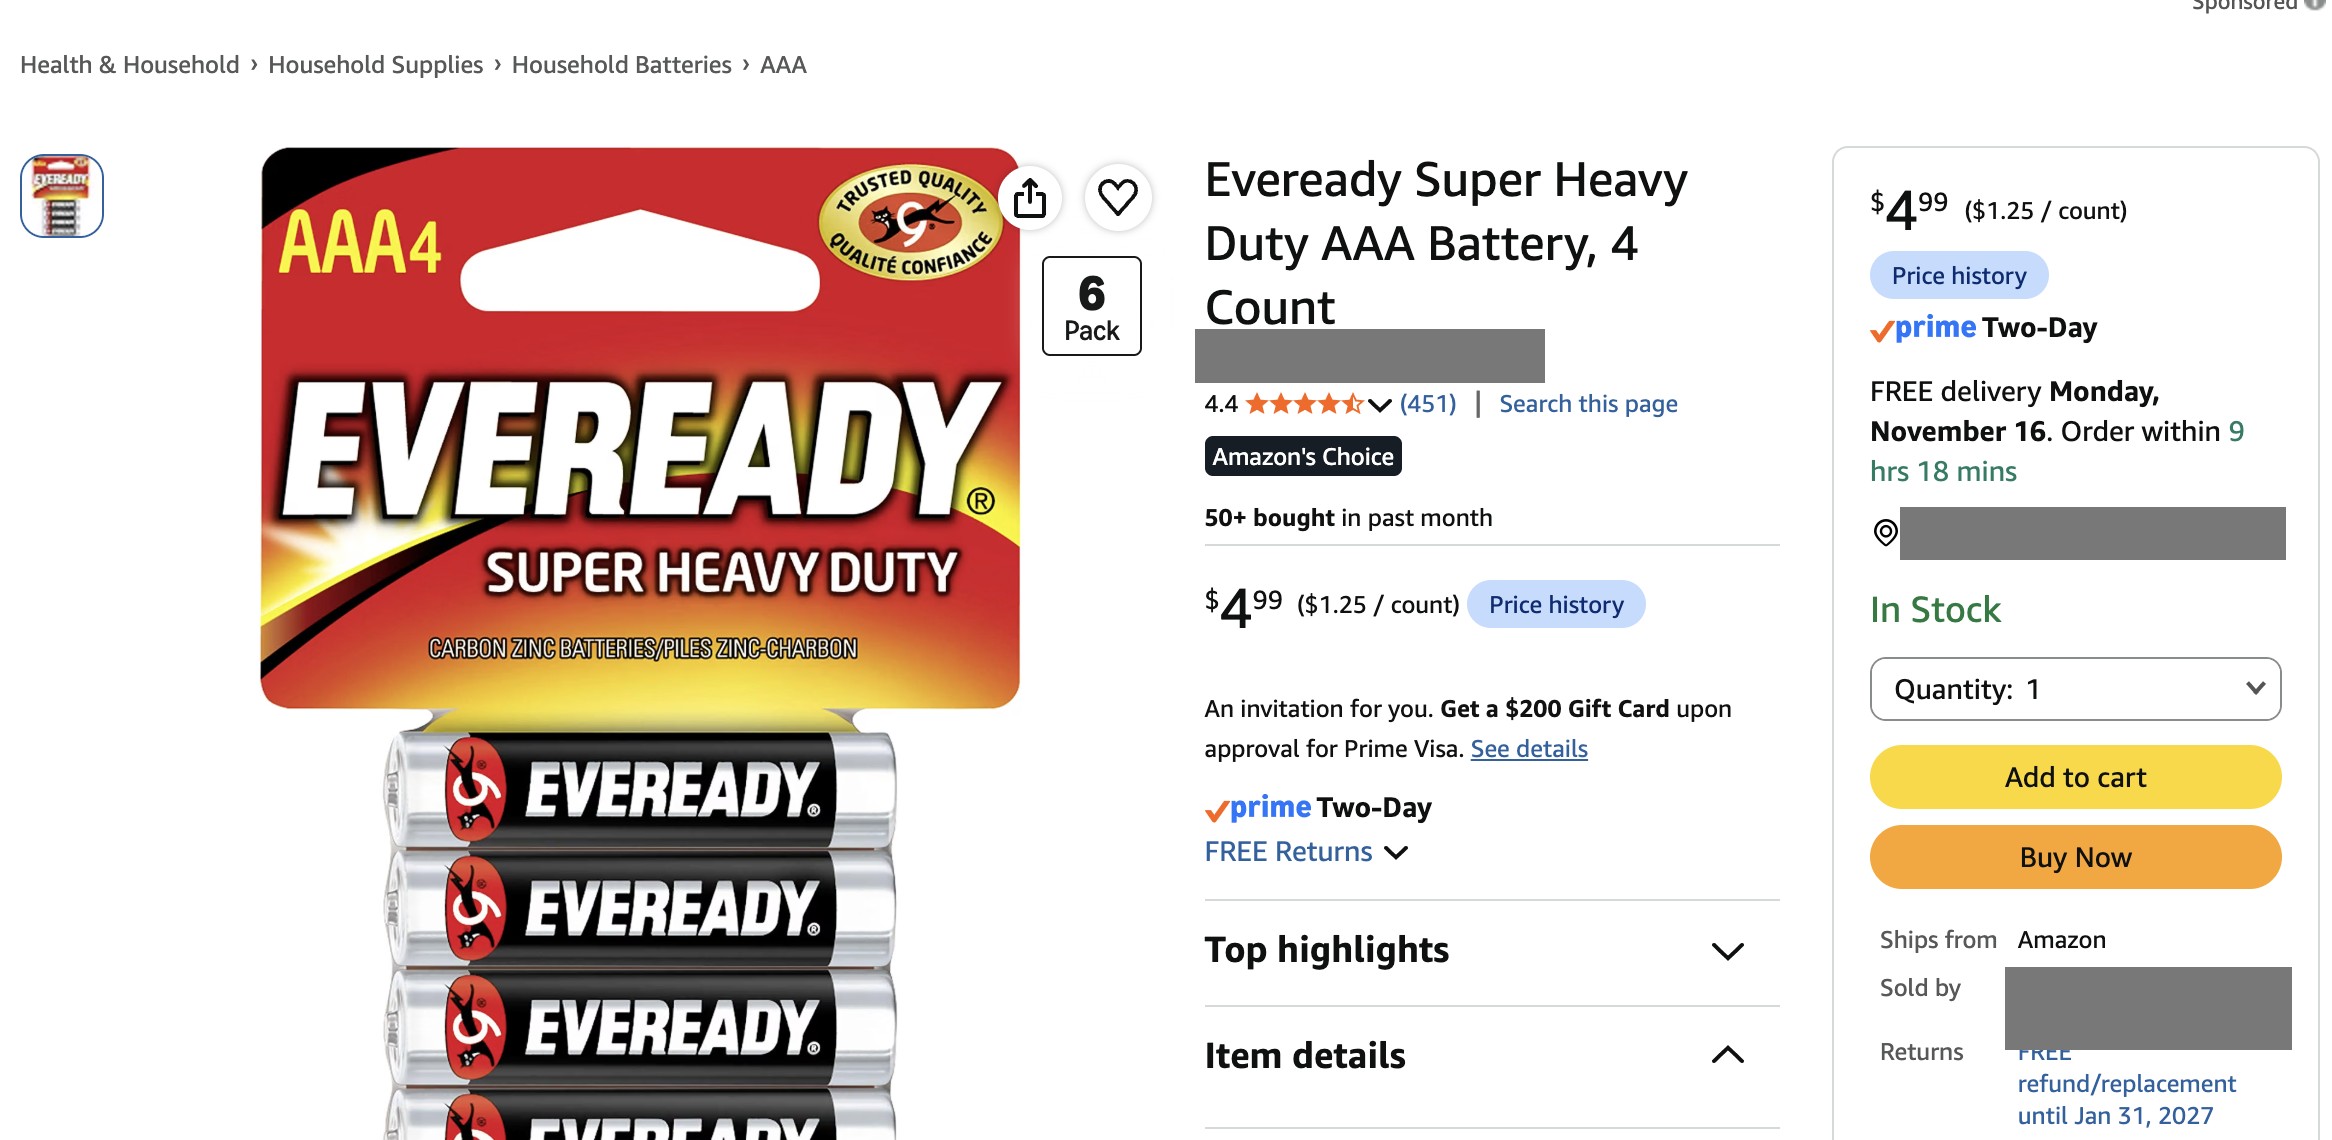 Sponsored
Health & Household › Household Supplies › Household Batteries › AAA
AAA4
TRUSTED QUALITY
9
QUALITÉ CONFIANCE
EVEREADY®
SUPER HEAVY DUTY
CARBON ZINC BATTERIES/PILES ZINC-CHARBON
9 EVEREADY®
9 EVEREADY®
9 EVEREADY®
EVEREADY
6
Pack
Eveready Super Heavy
Duty AAA Battery, 4
Count
4.4 (451) | Search this page
Amazon's Choice
50+ bought in past month
$4.99 ($1.25 / count) Price history
An invitation for you. Get a $200 Gift Card upon
approval for Prime Visa. See details
prime Two-Day
FREE Returns
Top highlights
Item details
$4.99 ($1.25 / count)
Price history
prime Two-Day
FREE delivery Monday,
November 16. Order within 9
hrs 18 mins
In Stock
Quantity: 1
Add to cart
Buy Now
Ships from Amazon
Sold by
Returns FREE
refund/replacement
until Jan 31, 2027